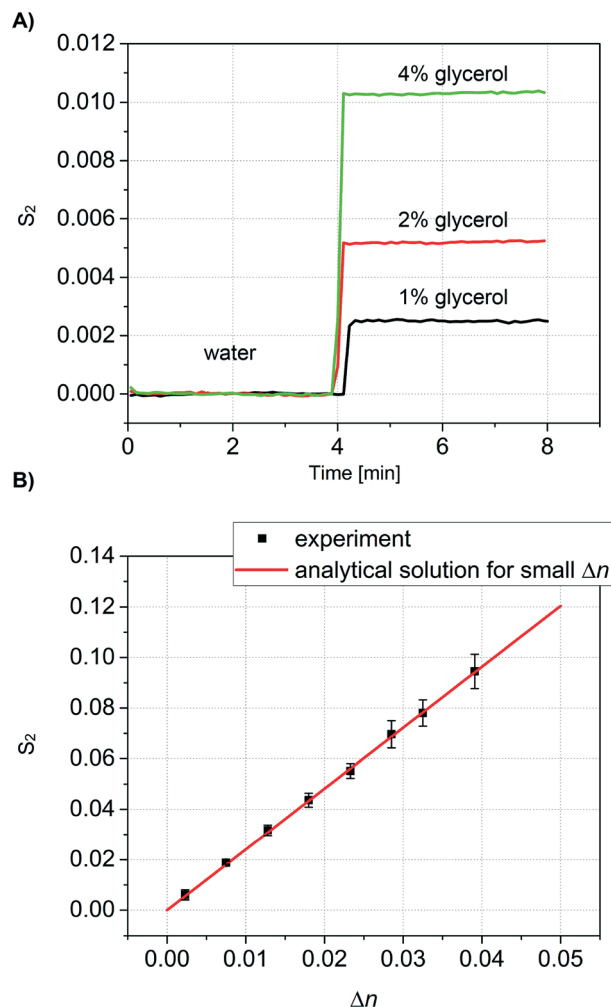 A)
0.012
0.010
0.008
0.006
0.004
0.002
0.000
S₂
4% glycerol
2% glycerol
1% glycerol
water
0 2 4 6 8
Time [min]
B)
experiment
analytical solution for small Δn
0.14
0.12
0.10
0.08
0.06
0.04
0.02
0.00
S₂
0.00 0.01 0.02 0.03 0.04 0.05
Δn